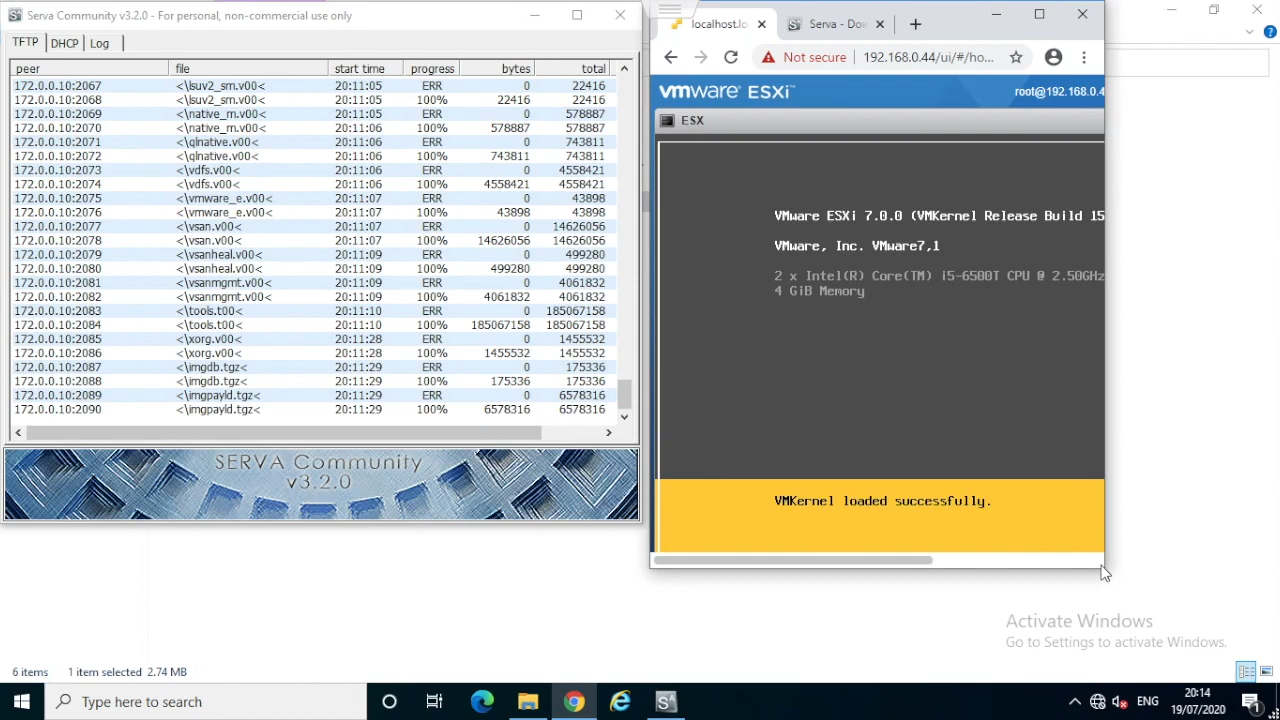 Serva Community v3.2.0 - For personal, non-commercial use only
TFTP DHCP Log
peer file start time progress bytes total
172.0.0.10:2067 <\lsuv2_sm.v00< 20:11:05 ERR 0 22416
172.0.0.10:2068 <\lsuv2_sm.v00< 20:11:05 100% 22416 22416
172.0.0.10:2069 <\native_m.v00< 20:11:06 ERR 0 578887
172.0.0.10:2070 <\native_m.v00< 20:11:06 100% 578887 578887
172.0.0.10:2071 <\qlnative.v00< 20:11:06 ERR 0 743811
172.0.0.10:2072 <\qlnative.v00< 20:11:06 100% 743811 743811
172.0.0.10:2073 <\vdfs.v00< 20:11:06 ERR 0 4558421
172.0.0.10:2074 <\vdfs.v00< 20:11:06 100% 4558421 4558421
172.0.0.10:2075 <\vmware_e.v00< 20:11:07 ERR 0 43898
172.0.0.10:2076 <\vmware_e.v00< 20:11:07 100% 43898 43898
172.0.0.10:2077 <\vsan.v00< 20:11:07 ERR 0 14626056
172.0.0.10:2078 <\vsan.v00< 20:11:07 100% 14626056 14626056
172.0.0.10:2079 <\vsanheal.v00< 20:11:09 ERR 0 499280
172.0.0.10:2080 <\vsanheal.v00< 20:11:09 100% 499280 499280
172.0.0.10:2081 <\vsanmgmt.v00< 20:11:09 ERR 0 4061832
172.0.0.10:2082 <\vsanmgmt.v00< 20:11:09 100% 4061832 4061832
172.0.0.10:2083 <\tools.t00< 20:11:10 ERR 0 185067158
172.0.0.10:2084 <\tools.t00< 20:11:10 100% 185067158 185067158
172.0.0.10:2085 <\xorg.v00< 20:11:28 ERR 0 1455532
172.0.0.10:2086 <\xorg.v00< 20:11:28 100% 1455532 1455532
172.0.0.10:2087 <\imgdb.tgz< 20:11:29 ERR 0 175336
172.0.0.10:2088 <\imgdb.tgz< 20:11:29 100% 175336 175336
172.0.0.10:2089 <\imgpayld.tgz< 20:11:29 ERR 0 6578316
172.0.0.10:2090 <\imgpayld.tgz< 20:11:29 100% 6578316 6578316
SERVA Community
v3.2.0
localhost.lo Serva - Dov
Not secure 192.168.0.44/ui/#/ho...
vmware ESXi root@192.168.0.4
ESX
VMware ESXi 7.0.0 (VMKernel Release Build 15
VMware, Inc. VMware7,1
2 x Intel(R) Core(TM) i5-6500T CPU @ 2.50GHz
4 GiB Memory
VMKernel loaded successfully.
Activate Windows
Go to Settings to activate Windows.
6 items 1 item selected 2.74 MB
Type here to search
ENG
20:14
19/07/2020
1